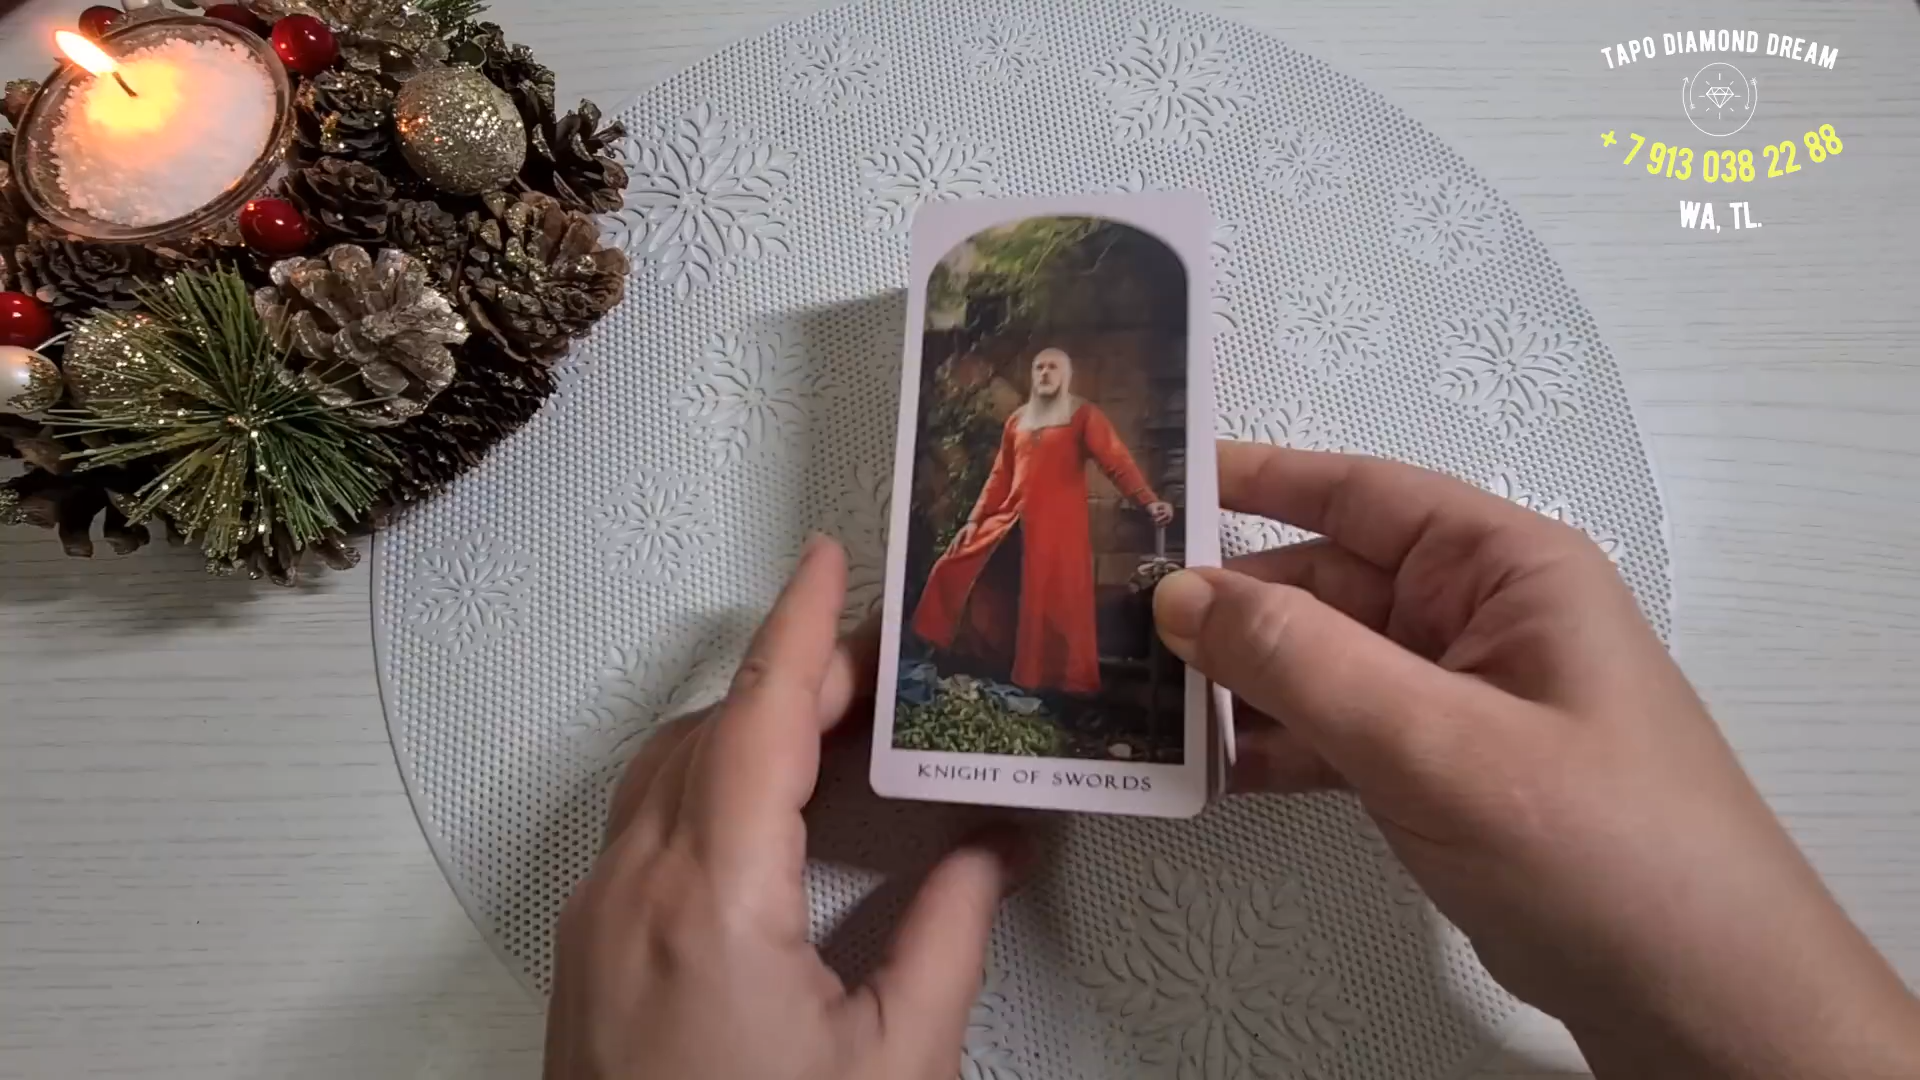 TAPO DIAMOND DREAM
+ 7 913 038 22 88
WA, TL.
KNIGHT OF SWORDS